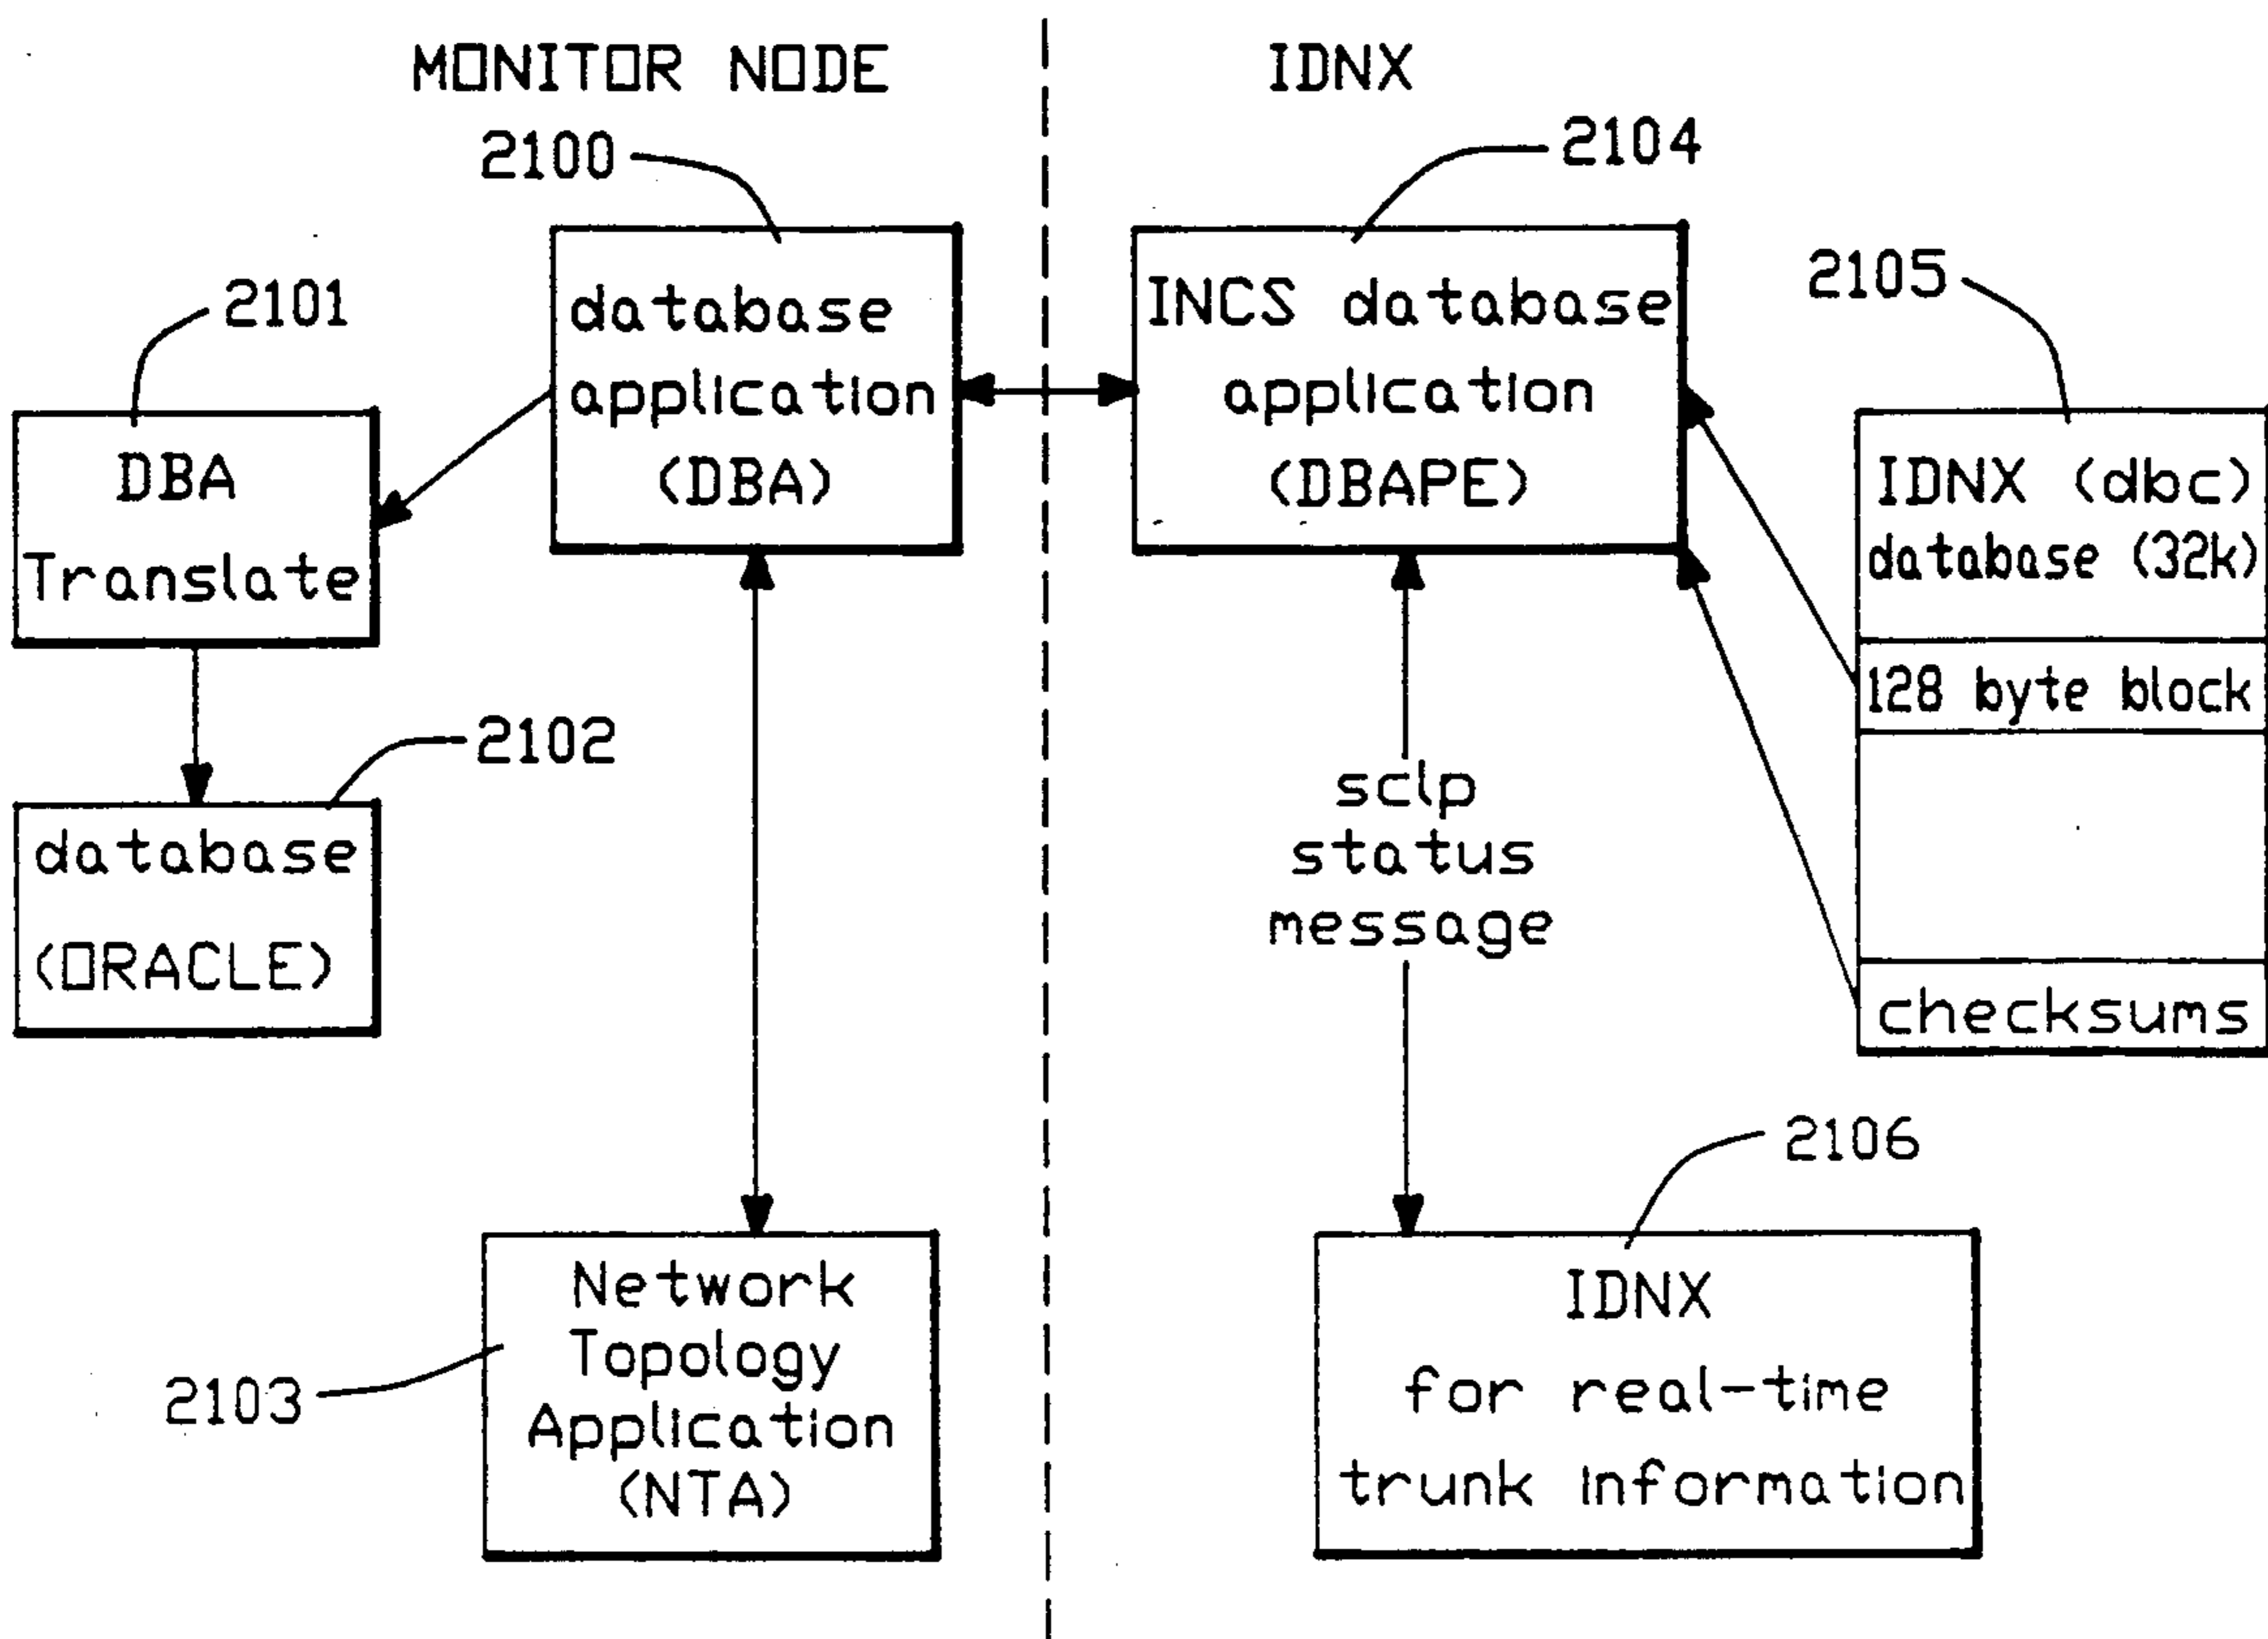 MONITOR NODE
IDNX
2100
2104
2101
2105
database
application
(DBA)
INCS database
application
(DBAPE)
DBA
Translate
IDNX (dbc)
database (32k)
128 byte block
checksums
2102
database
(ORACLE)
sclp
status
message
2106
2103
Network
Topology
Application
(NTA)
IDNX
for real-time
trunk information